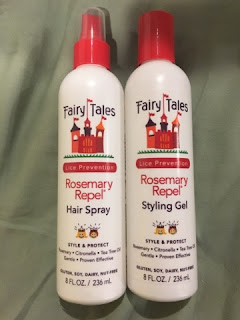 Fairy Tales
Lice Prevention
Rosemary
Repel®
Hair Spray
STYLE & PROTECT
Rosemary • Citronella • Tea Tree Oil
Gentle • Proven Effective
GLUTEN, SOY, DAIRY, NUT-FREE
8 FL. OZ. / 236 mL
Fairy Tales
Lice Prevention
Rosemary
Repel®
Styling Gel
STYLE & PROTECT
Rosemary • Citronella • Tea Tree Oil
Gentle • Proven Effective
GLUTEN, SOY, DAIRY, NUT-FREE
8 FL. OZ. / 236 mL